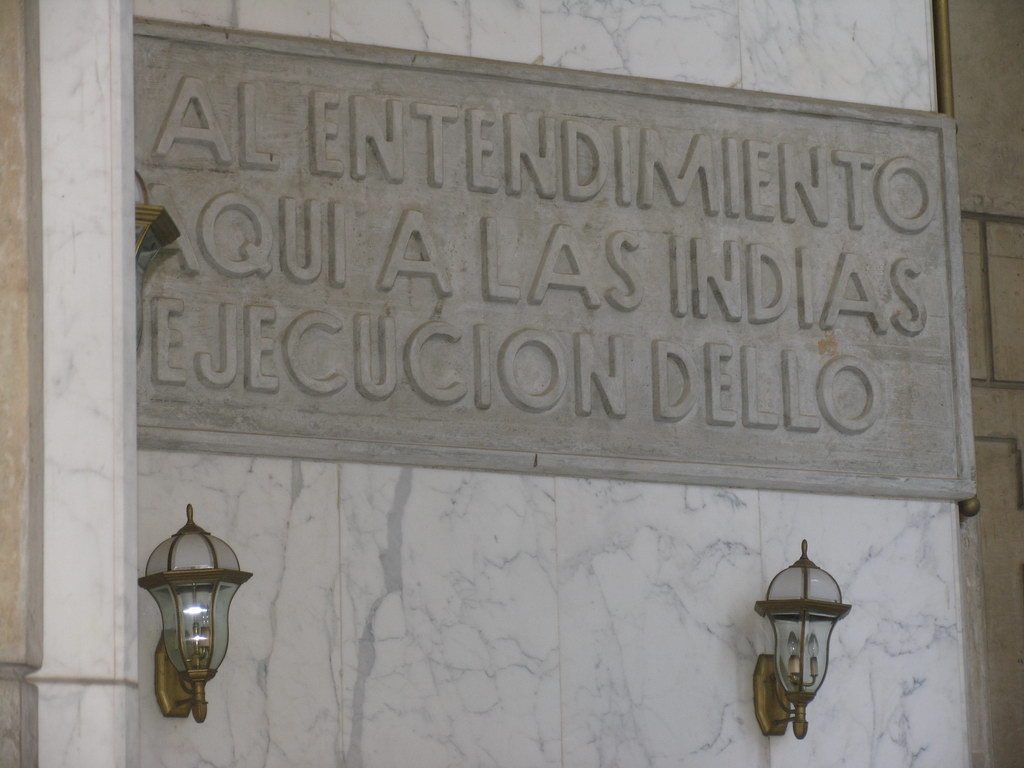 AL ENTENDIMIENTO
AQUI A LAS INDIAS
EJECUCION DELLO